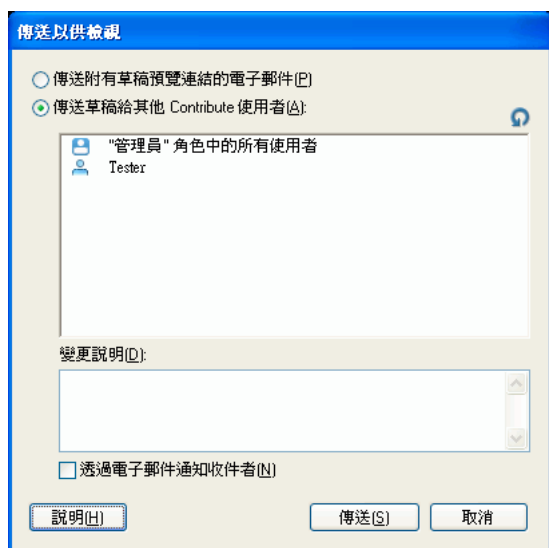 傳送以供檢視
傳送附有草稿預覽連結的電子郵件(P)
傳送草稿給其他 Contribute 使用者(A):
"管理員" 角色中的所有使用者
Tester
變更說明(D):
透過電子郵件通知收件者(N)
說明(H) 傳送(S) 取消